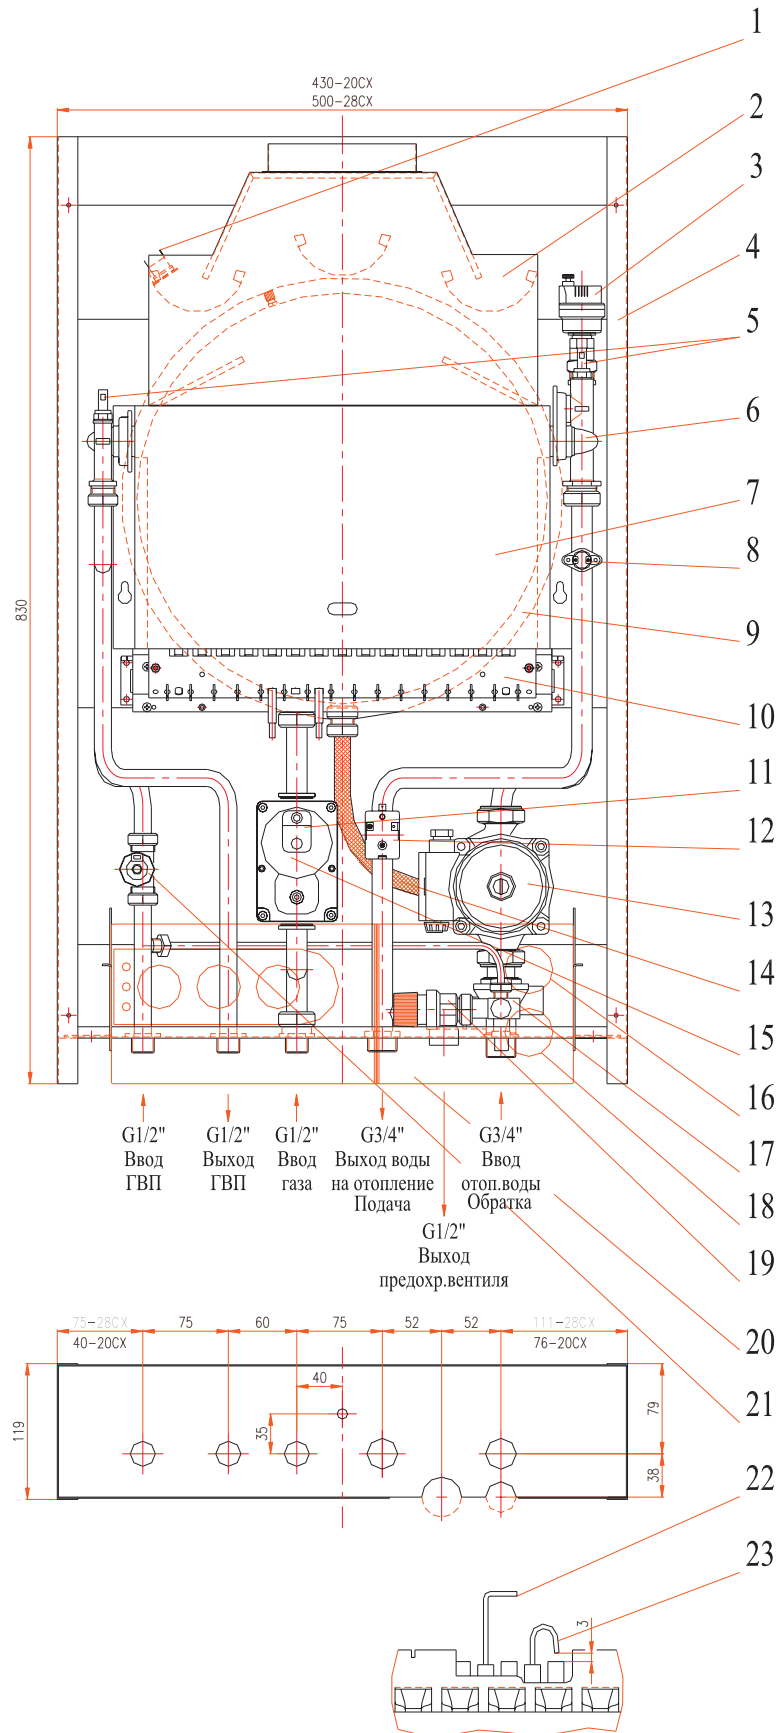 1
430-20CX
500-28CX
2
3
4
5
6
7
8
830
9
10
11
12
13
14
15
16
G1/2" G1/2" G1/2" G3/4" G3/4"
Ввод Выход Ввод Выход воды Ввод
ГВП ГВП газа на отопление отоп.воды
Подача Обратка
17
18
G1/2"
Выход
предохр.вентиля
19
75-28CX 75 60 75 52 52 111-28CX
40-20CX 76-20CX
20
40
119 35 79
21
38
22
23
3